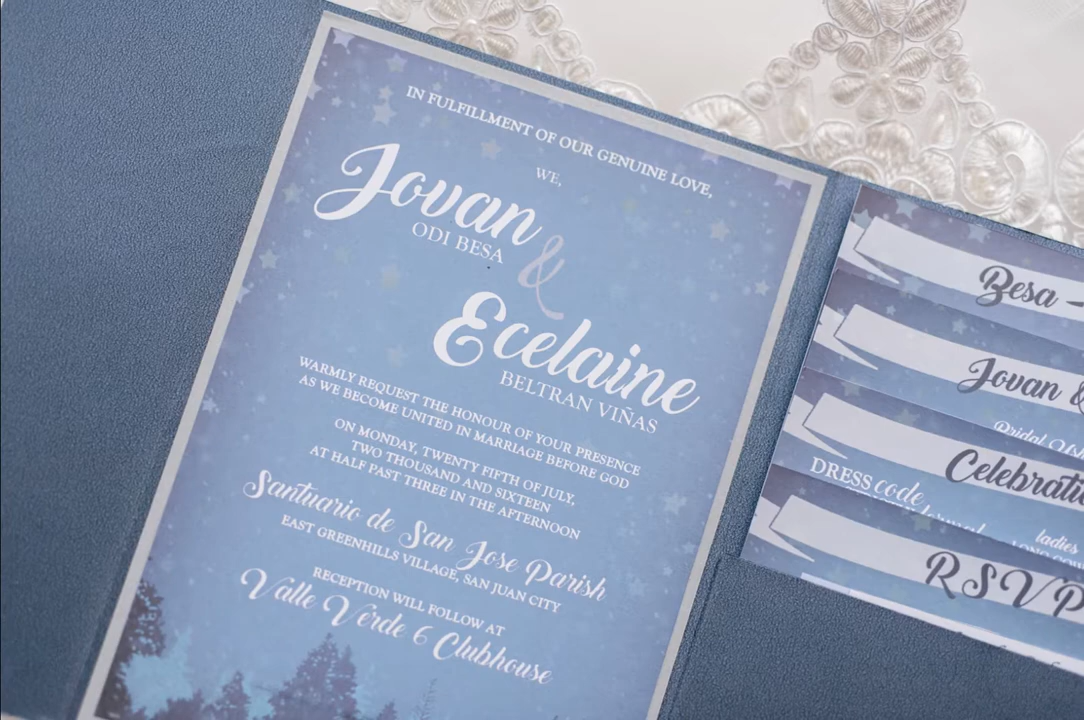 IN FULFILLMENT OF OUR GENUINE LOVE,
WE,
Jovan
ODI BESA
&
Ecelaine
BELTRAN VIÑAS
WARMLY REQUEST THE HONOUR OF YOUR PRESENCE
AS WE BECOME UNITED IN MARRIAGE BEFORE GOD
ON MONDAY, TWENTY FIFTH OF JULY,
TWO THOUSAND AND SIXTEEN
AT HALF PAST THREE IN THE AFTERNOON
Santuario de San Jose Parish
EAST GREENHILLS VILLAGE, SAN JUAN CITY
RECEPTION WILL FOLLOW AT
Valle Verde 6 Clubhouse
Besa -
Jovan &
Bridal
Celebrati
DRESS code
ladies
RSVP